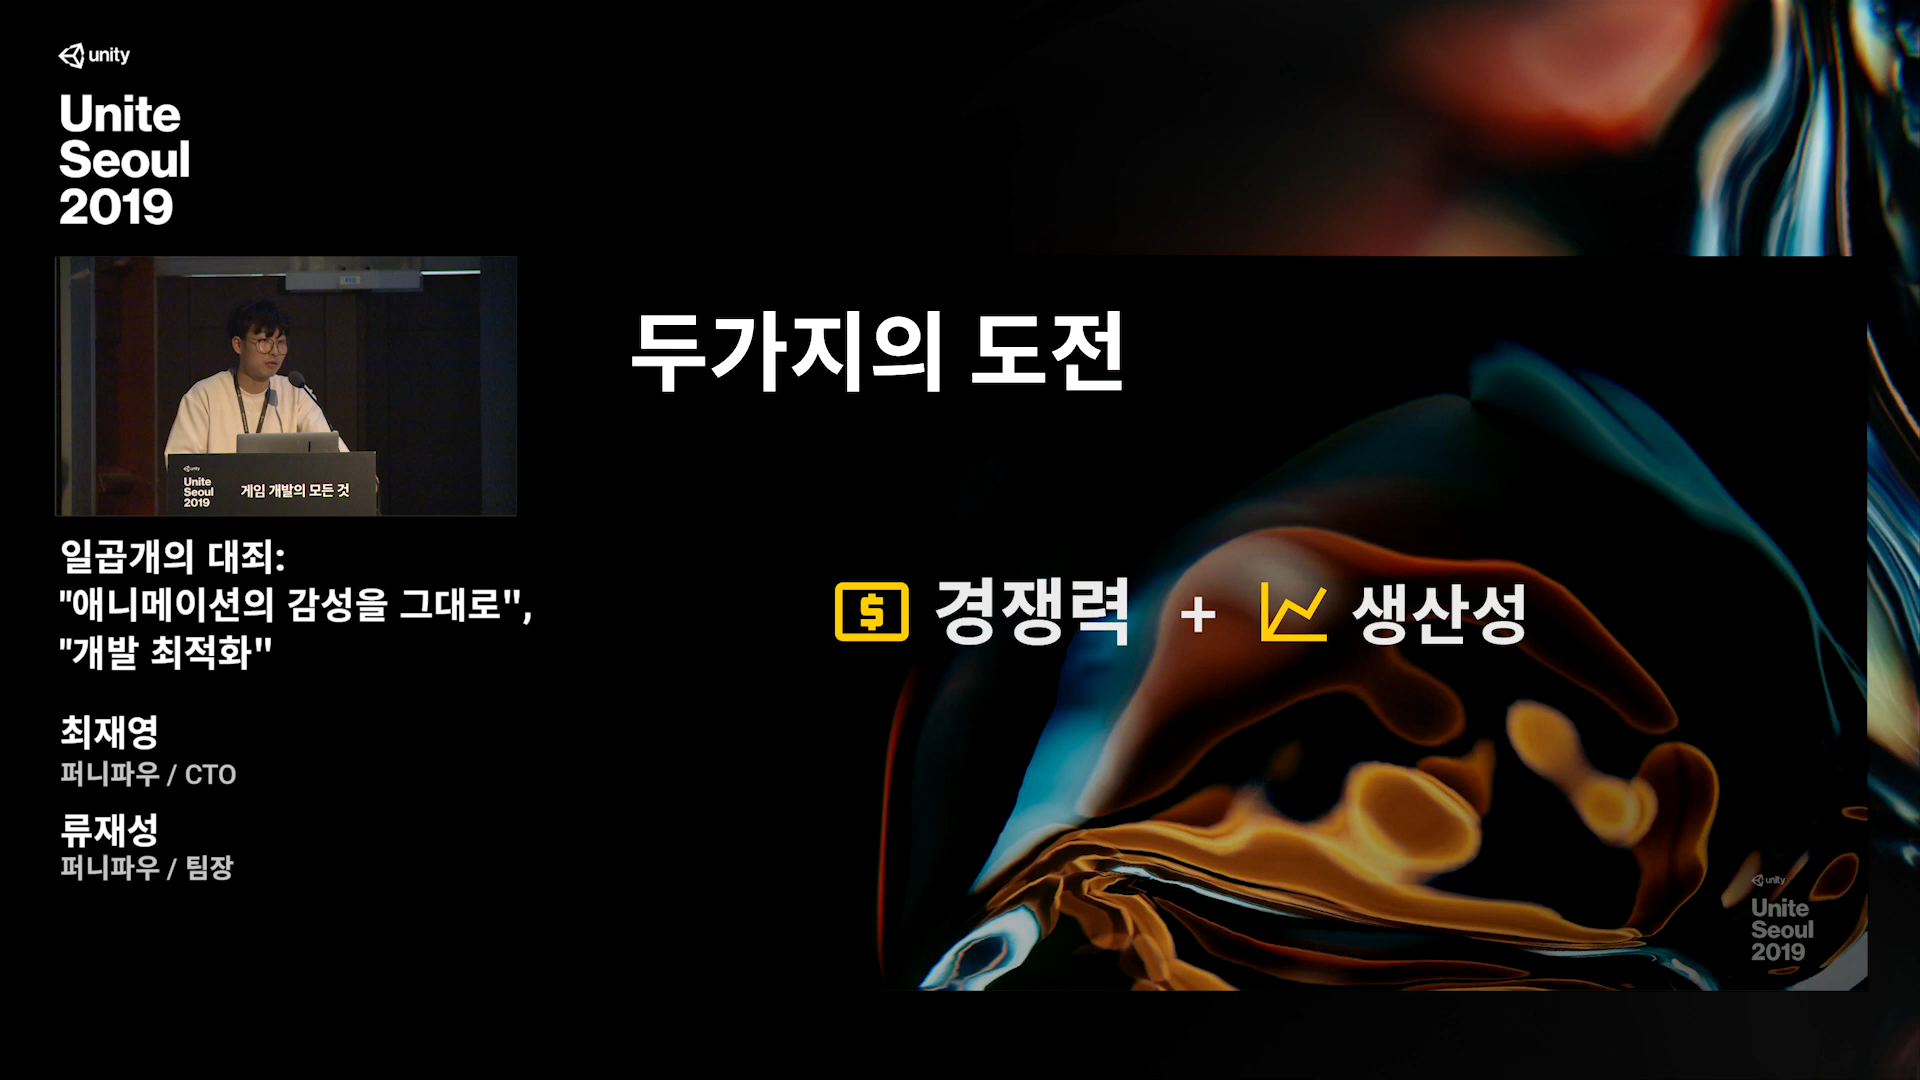 unity
Unite
Seoul
2019
unity
Unite
Seoul
2019
게임 개발의 모든 것
일곱개의 대죄:
"애니메이션의 감성을 그대로",
"개발 최적화"
최재영
퍼니파우 / CTO
류재성
퍼니파우 / 팀장
두가지의 도전
$ 경쟁력 + 생산성
unity
Unite
Seoul
2019